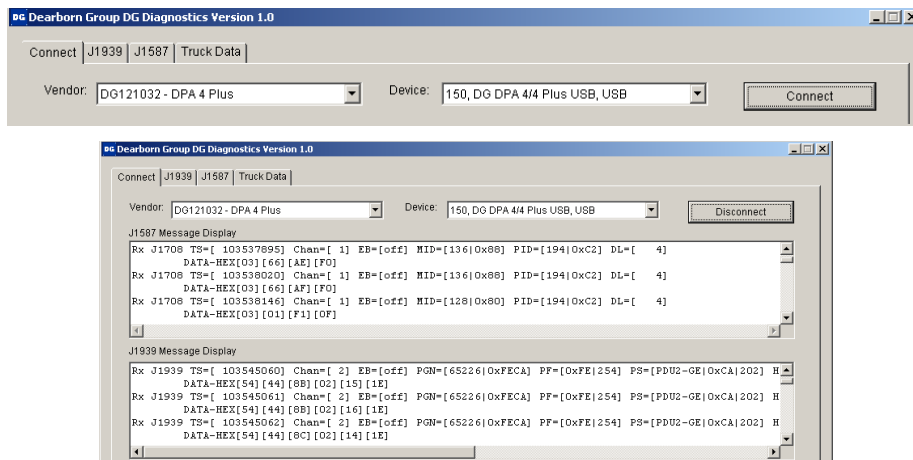 DG Dearborn Group DG Diagnostics Version 1.0
Connect J1939 J1587 Truck Data
Vendor: DG121032 - DPA 4 Plus Device: 150, DG DPA 4/4 Plus USB, USB Connect
DG Dearborn Group DG Diagnostics Version 1.0
Connect J1939 J1587 Truck Data
Vendor: DG121032 - DPA 4 Plus Device: 150, DG DPA 4/4 Plus USB, USB Disconnect
J1587 Message Display
Rx J1708 TS=[ 103537895] Chan=[ 1] EB=[off] MID=[136|0x88] PID=[194|0xC2] DL=[ 4]
DATA-HEX[03][66][AE][F0]
Rx J1708 TS=[ 103538020] Chan=[ 1] EB=[off] MID=[136|0x88] PID=[194|0xC2] DL=[ 4]
DATA-HEX[03][66][AF][F0]
Rx J1708 TS=[ 103538146] Chan=[ 1] EB=[off] MID=[128|0x80] PID=[194|0xC2] DL=[ 4]
DATA-HEX[03][01][F1][0F]
J1939 Message Display
Rx J1939 TS=[ 103545060] Chan=[ 2] EB=[off] PGN=[65226|0xFECA] PF=[0xFE|254] PS=[PDU2-GE|0xCA|202] H
DATA-HEX[54][44][8B][02][15][1E]
Rx J1939 TS=[ 103545061] Chan=[ 2] EB=[off] PGN=[65226|0xFECA] PF=[0xFE|254] PS=[PDU2-GE|0xCA|202] H
DATA-HEX[54][44][8B][02][16][1E]
Rx J1939 TS=[ 103545062] Chan=[ 2] EB=[off] PGN=[65226|0xFECA] PF=[0xFE|254] PS=[PDU2-GE|0xCA|202] H
DATA-HEX[54][44][8C][02][14][1E]